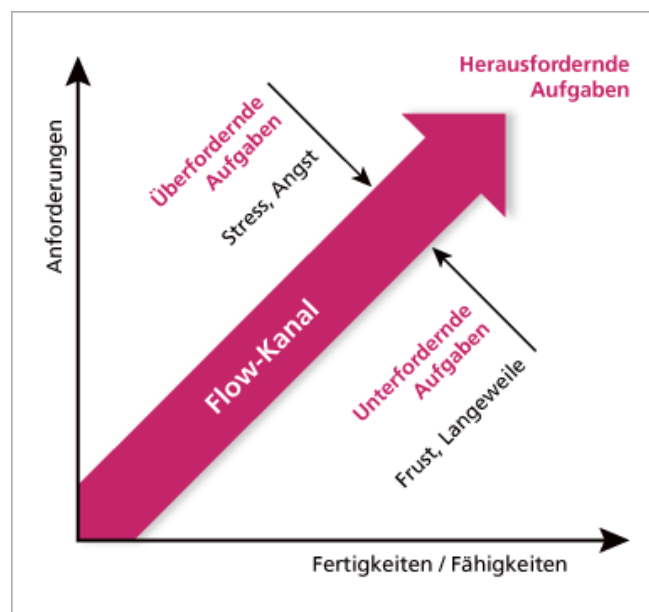 Herausfordernde
Aufgaben
Anforderungen
Überfordernde
Aufgaben
Stress, Angst
Flow-Kanal
Unterfordernde
Aufgaben
Frust, Langeweile
Fertigkeiten / Fähigkeiten